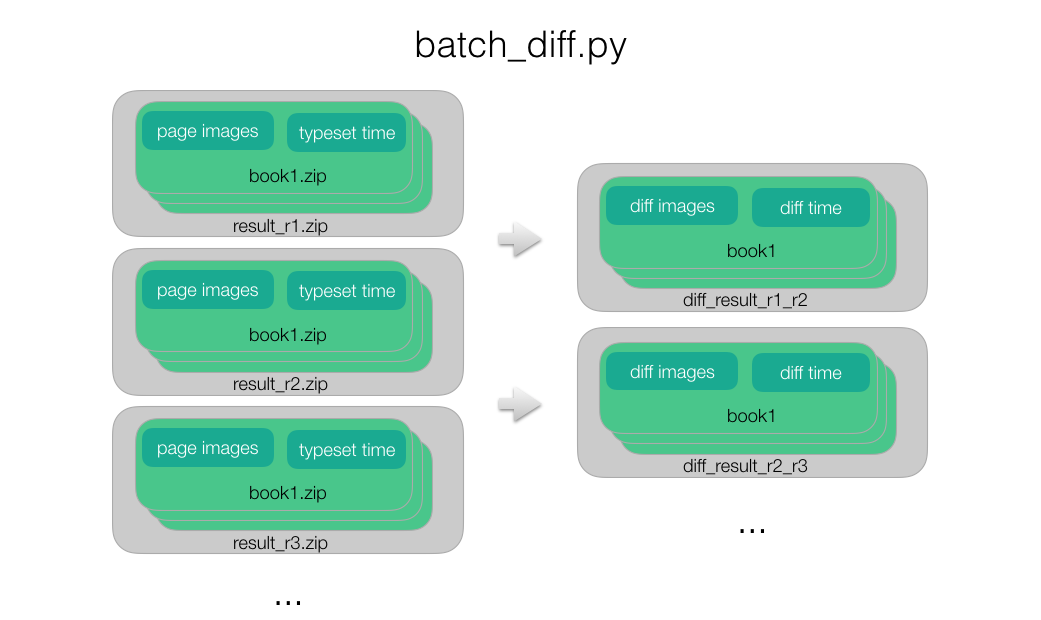 batch_diff.py
page images
typeset time
book1.zip
result_r1.zip
page images
typeset time
book1.zip
result_r2.zip
page images
typeset time
book1.zip
result_r3.zip
...
diff images
diff time
book1
diff_result_r1_r2
diff images
diff time
book1
diff_result_r2_r3
...